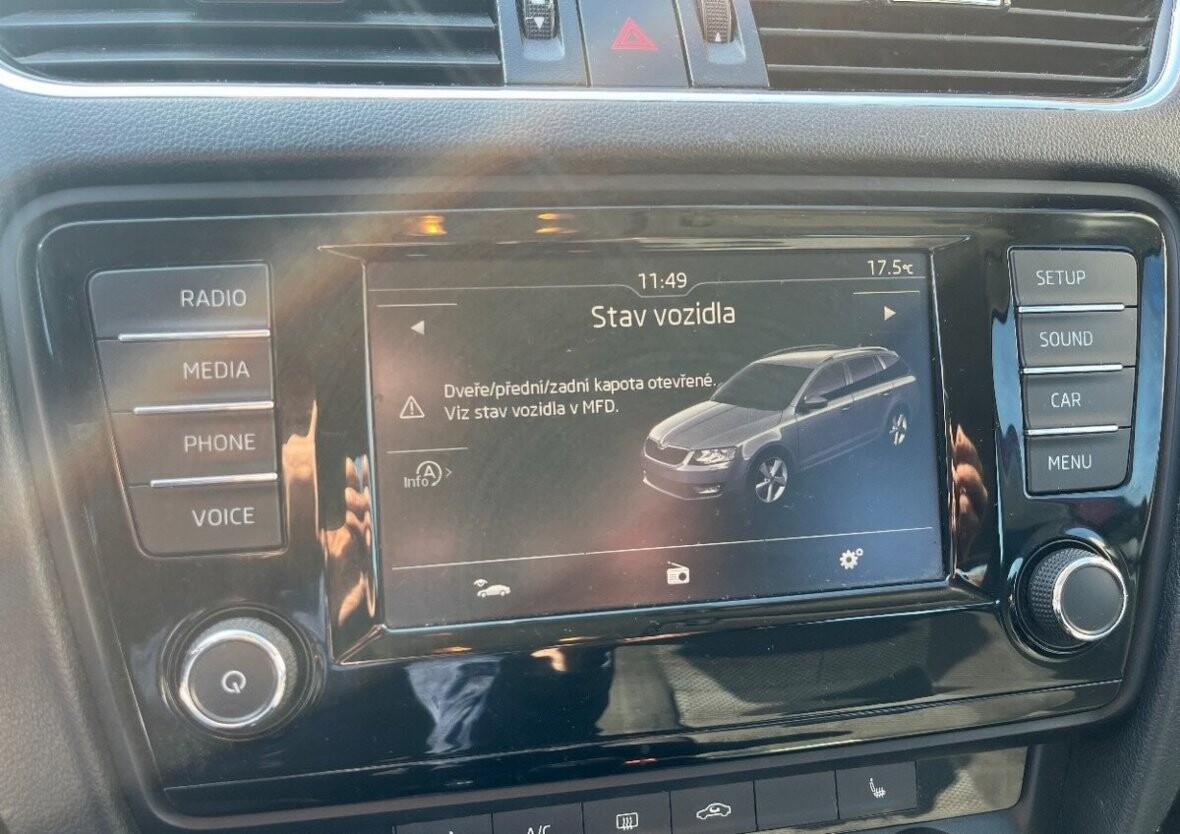 RADIO
MEDIA
PHONE
VOICE
11:49
17.5°C
Stav vozidla
Dveře/přední/zadní kapota otevřené.
Viz stav vozidla v MFD.
A
Info
SETUP
SOUND
CAR
MENU
A/C